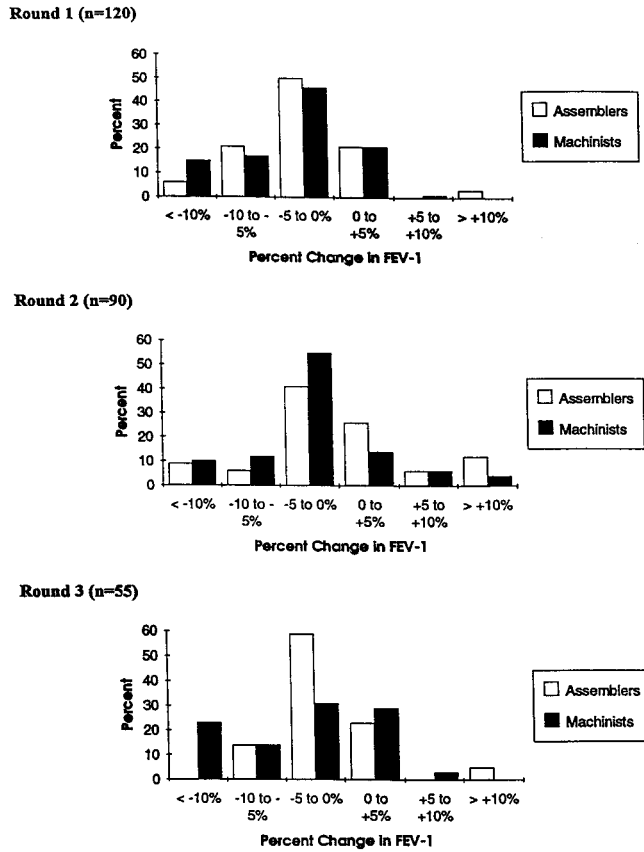 Round 1 (n=120)
60
50
40
30
20
10
0
Percent
< -10%
-10 to -
5%
-5 to 0%
0 to
+5%
+5 to
+10%
> +10%
Percent Change in FEV-1
Assemblers
Machinists
Round 2 (n=90)
60
50
40
30
20
10
0
Percent
< -10%
-10 to -
5%
-5 to 0%
0 to
+5%
+5 to
+10%
> +10%
Percent Change in FEV-1
Assemblers
Machinists
Round 3 (n=55)
60
50
40
30
20
10
0
Percent
< -10%
-10 to -
5%
-5 to 0%
0 to
+5%
+5 to
+10%
> +10%
Percent Change in FEV-1
Assemblers
Machinists